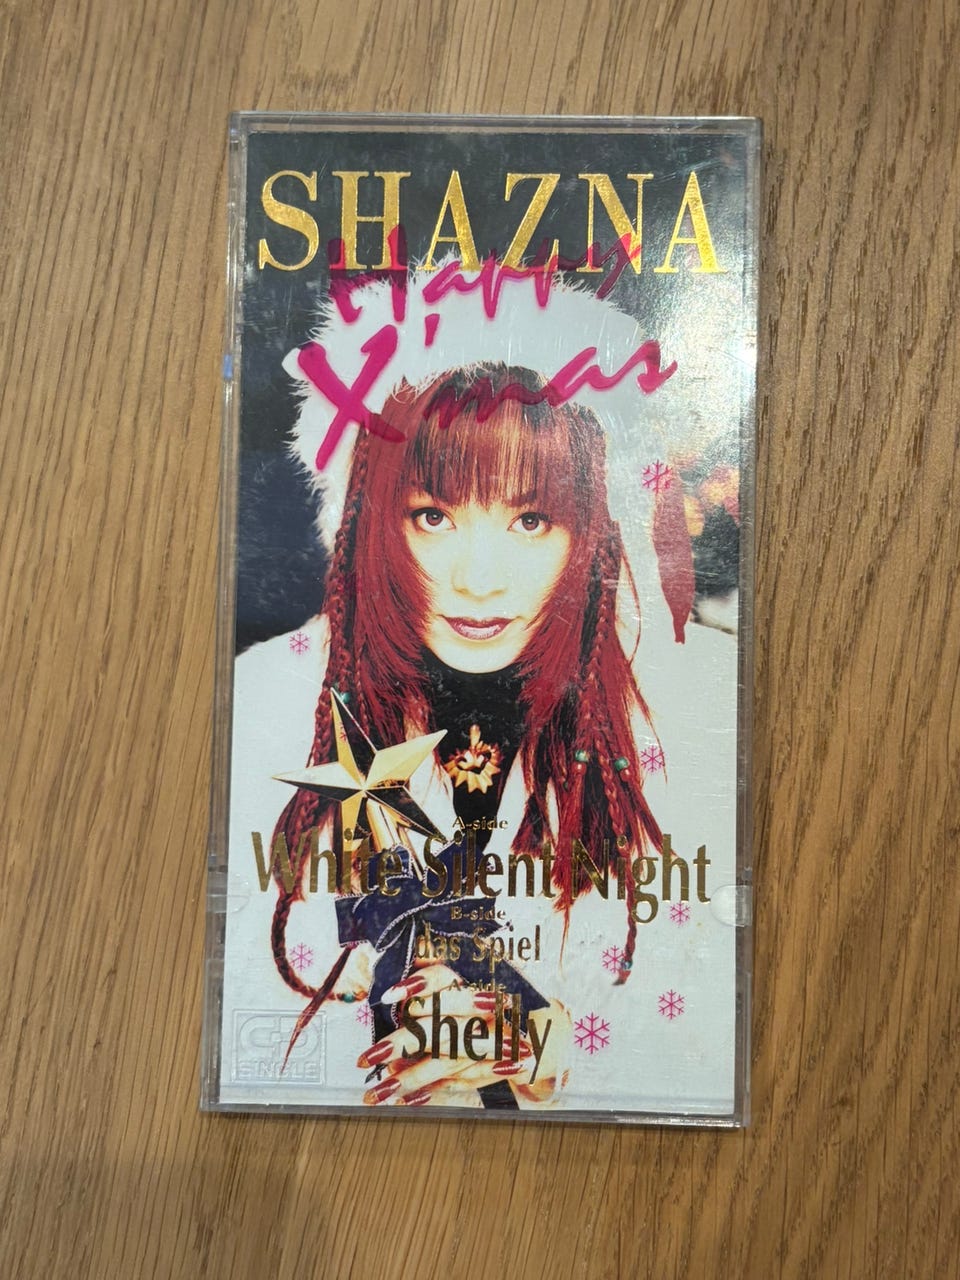 SHAZNA
Happy
X'mas
A-side
White Silent Night
B-side
das Spiel
A-side
Shelly
CD
SINGLE